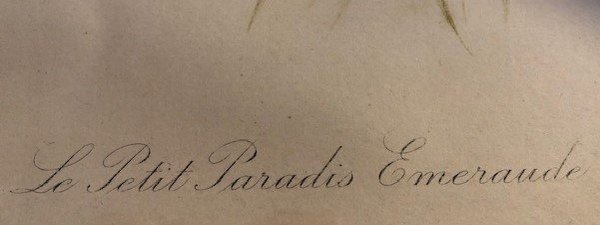 Le Petit Paradis Emeraude